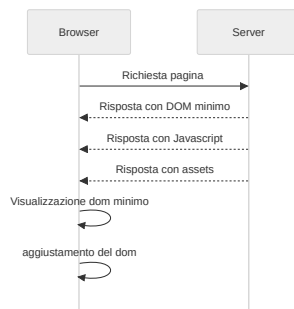 Browser
Server
Richiesta pagina
Risposta con DOM minimo
Risposta con Javascript
Risposta con assets
Visualizzazione dom minimo
aggiustamento del dom